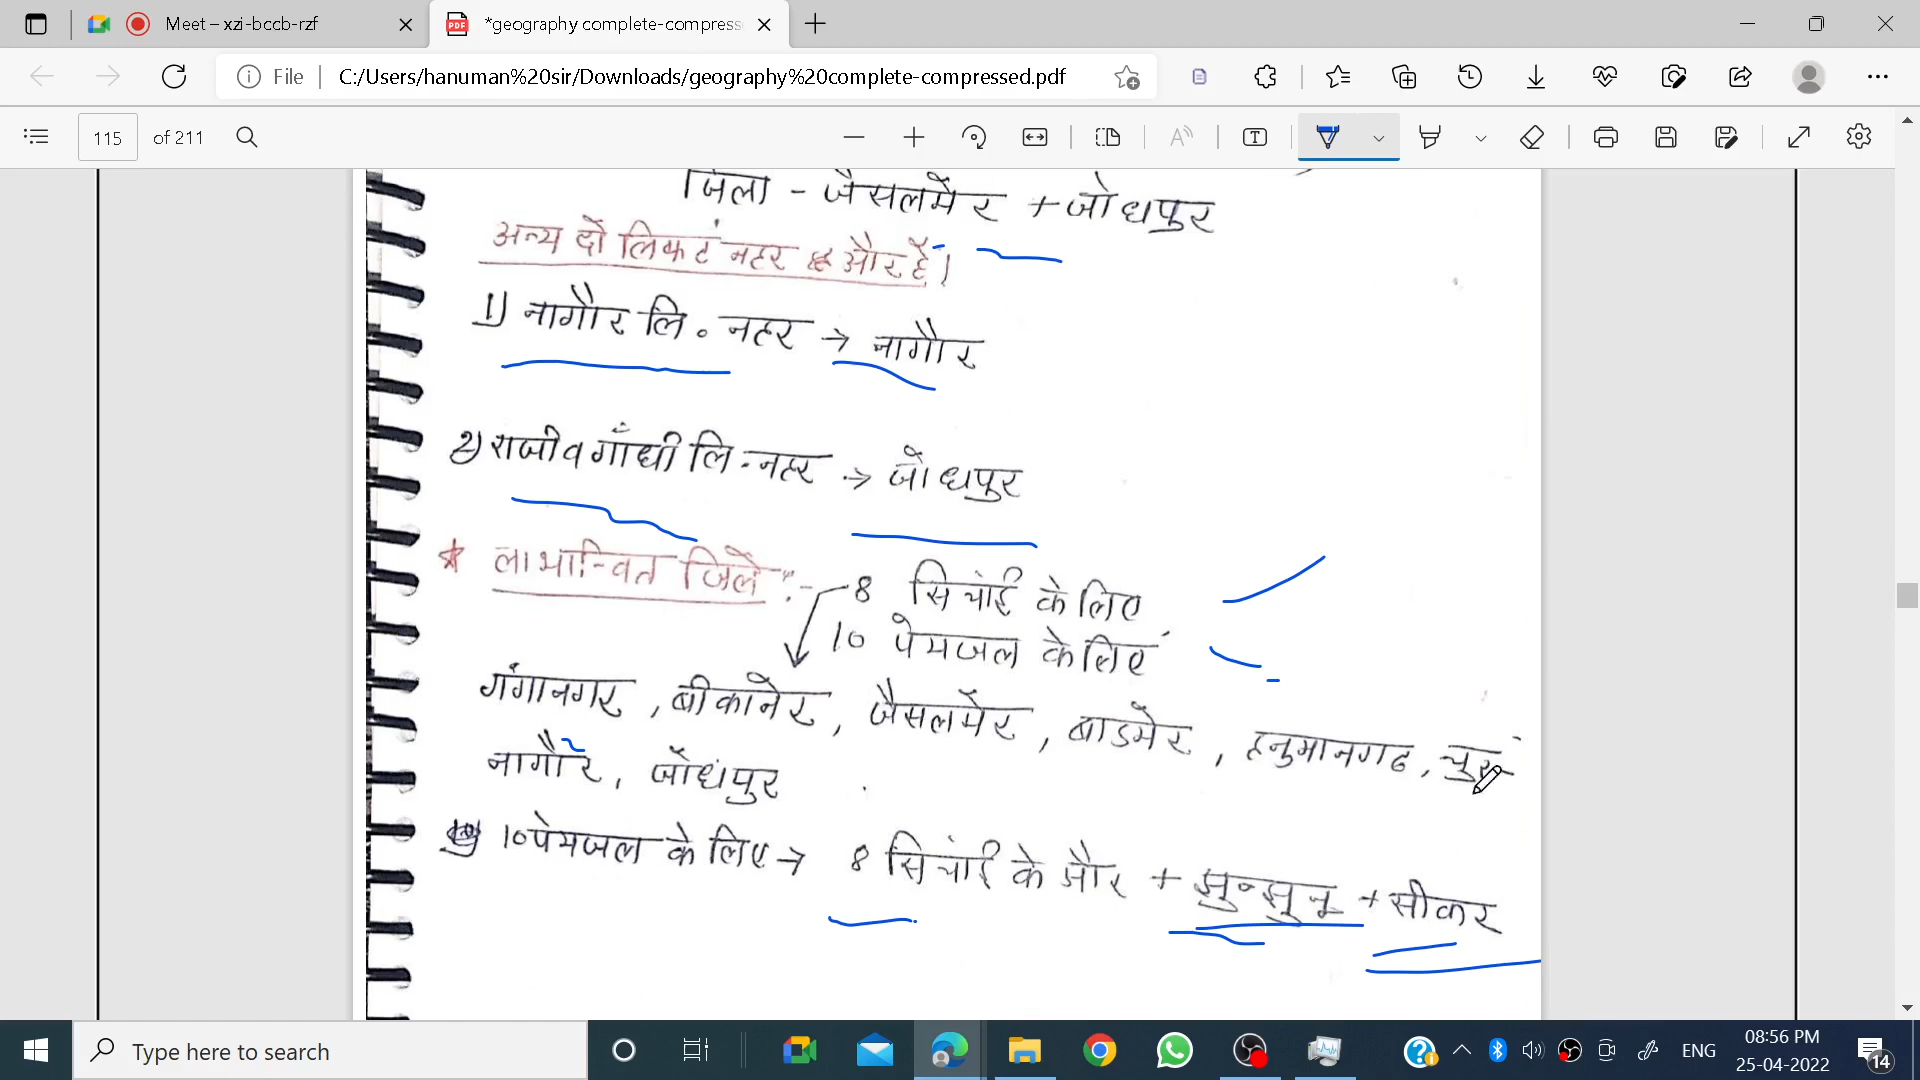 Meet – xzi-bccb-rzf
*geography complete-compress
File
C:/Users/hanuman%20sir/Downloads/geography%20complete-compressed.pdf
115 of 211
जिला - जैसलमेर + जोधपुर
अन्य दो लिफ्ट नहर और हैं।
1) नागौर लि. नहर → नागौर
2) राजीव गाँधी लि. नहर → जोधपुर
* लाभान्वित जिले :-
8 सिचांई के लिए
10 पेयजल के लिए
गंगानगर, बीकानेर, जैसलमेर, बाडमेर, हनुमानगढ, चुरू
नागौर, जोधपुर
10 पेयजल के लिए → 8 सिचांई के और + झुन्झुनू + सीकर
Type here to search
ENG
08:56 PM
25-04-2022
14